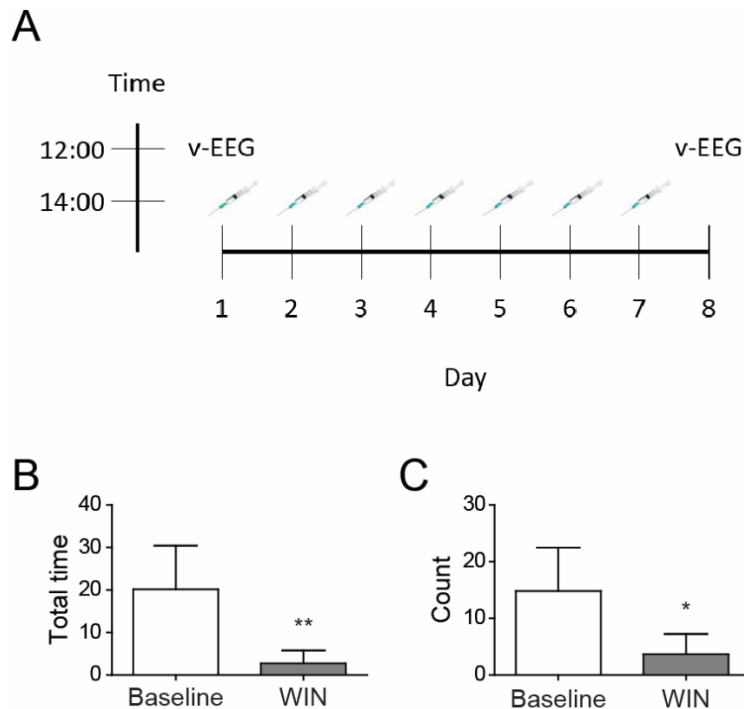 A
Time
12:00
v-EEG
v-EEG
14:00
1 2 3 4 5 6 7 8
Day
B
Total time
40
30
20
10
0
**
Baseline WIN
C
Count
30
20
10
0
*
Baseline WIN